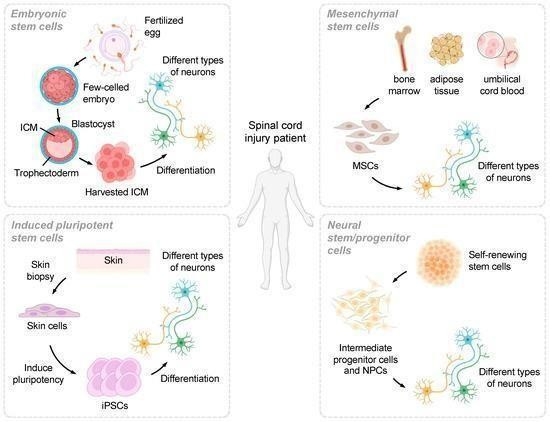 Embryonic
stem cells
Fertilized
egg
Few-celled
embryo
ICM
Blastocyst
Trophectoderm
Harvested ICM
Different types
of neurons
Differentiation
Mesenchymal
stem cells
bone
marrow
adipose
tissue
umbilical
cord blood
MSCs
Different types
of neurons
Spinal cord
injury patient
Induced pluripotent
stem cells
Skin
biopsy
Skin
Skin cells
Induce
pluripotency
iPSCs
Different types
of neurons
Differentiation
Neural
stem/progenitor
cells
Self-renewing
stem cells
Intermediate
progenitor cells
and NPCs
Different types
of neurons